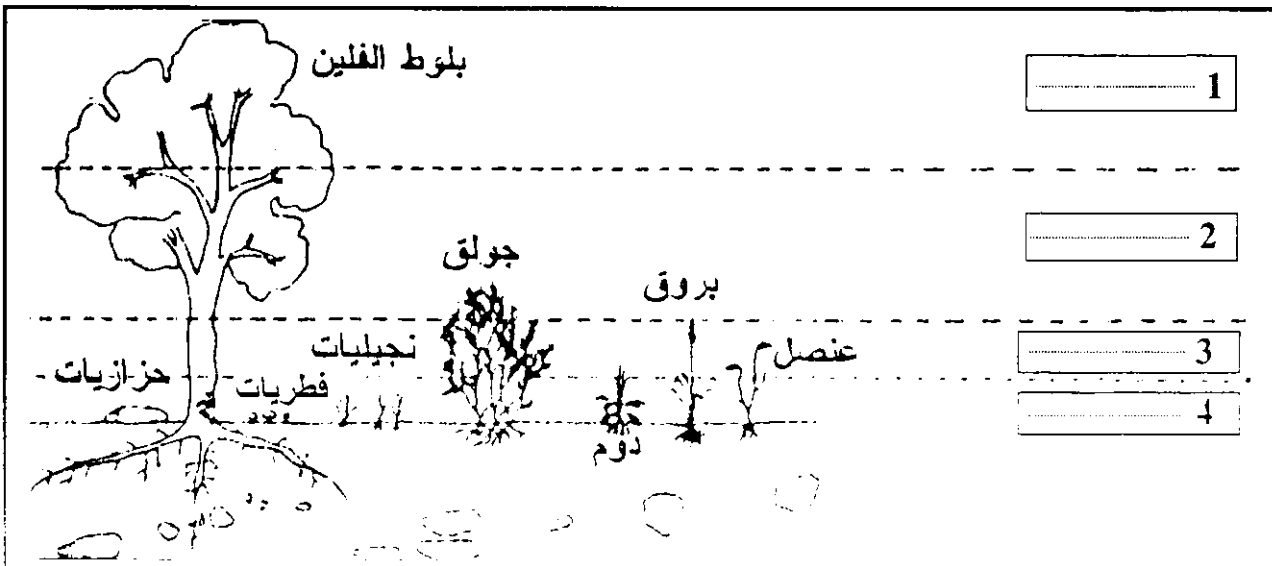 بلوط الفلين
1 ....................
2 ....................
جولق
بروق
3 ....................
عنصل
نجيليات
حزازيات
فطريات
4 ....................
دوم